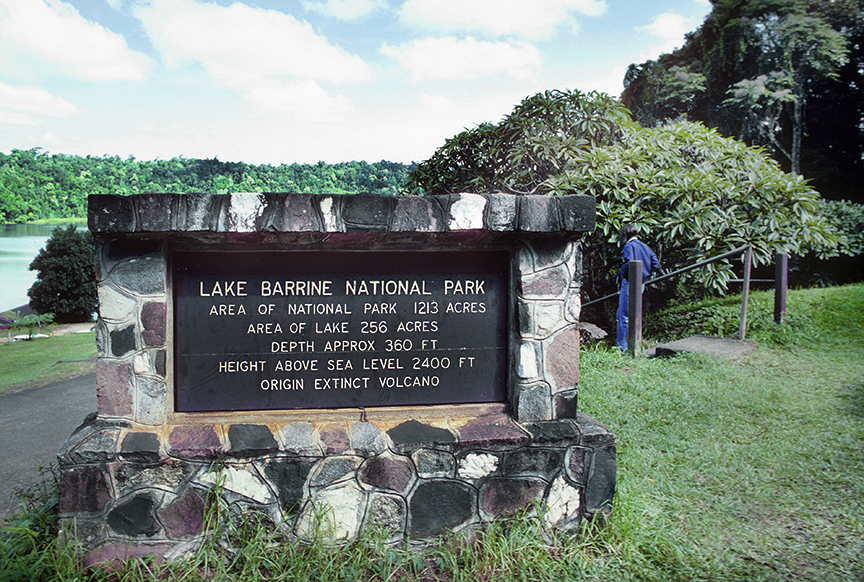 LAKE BARRINE NATIONAL PARK
AREA OF NATIONAL PARK 1213 ACRES
AREA OF LAKE 256 ACRES
DEPTH APPROX 360 FT
HEIGHT ABOVE SEA LEVEL 2400 FT
ORIGIN EXTINCT VOLCANO